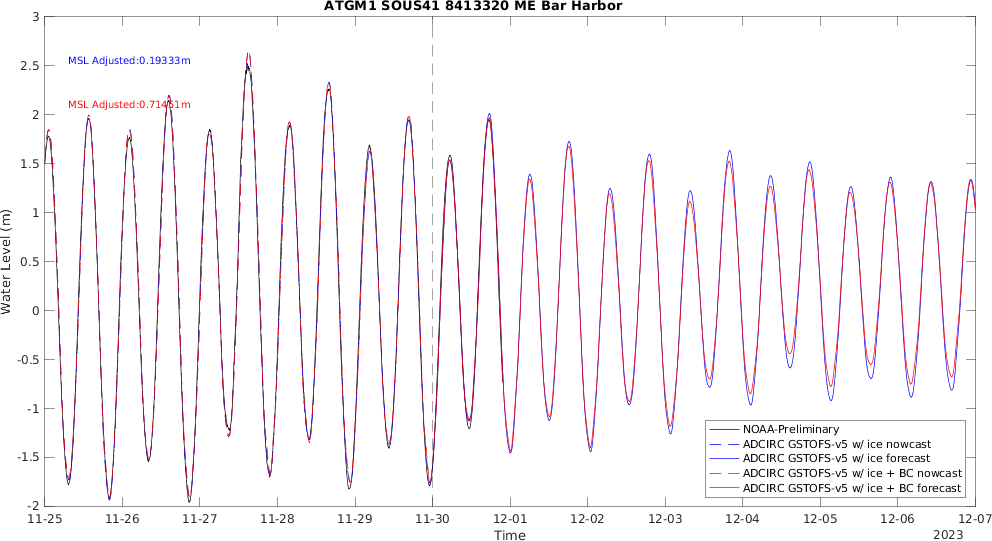 ATGM1 SOUS41 8413320 ME Bar Harbor
3
2.5
2
1.5
1
0.5
0
-0.5
-1
-1.5
-2
Water Level (m)
MSL Adjusted:0.19333m
MSL Adjusted:0.71451m
NOAA-Preliminary
ADCIRC GSTOFS-v5 w/ ice nowcast
ADCIRC GSTOFS-v5 w/ ice forecast
ADCIRC GSTOFS-v5 w/ ice + BC nowcast
ADCIRC GSTOFS-v5 w/ ice + BC forecast
11-25 11-26 11-27 11-28 11-29 11-30 12-01 12-02 12-03 12-04 12-05 12-06 12-07
Time
2023